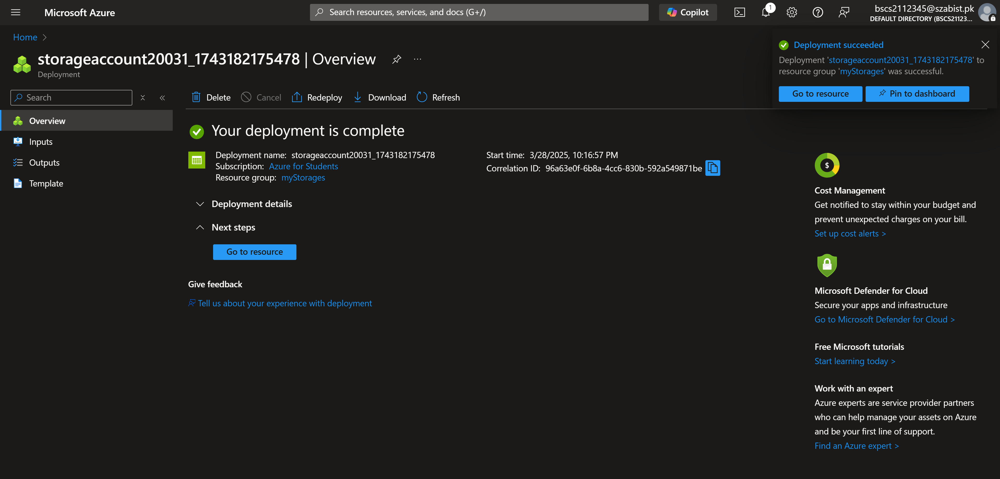 Microsoft Azure
Search resources, services, and docs (G+/)
Copilot
1
bscs2112345@szabist.pk
DEFAULT DIRECTORY (BSCS21123...
Home
storageaccount20031_1743182175478 | Overview
Deployment
Deployment succeeded
Deployment 'storageaccount20031_1743182175478' to
resource group 'myStorages' was successful.
Go to resource
Pin to dashboard
Search
Delete
Cancel
Redeploy
Download
Refresh
Overview
Inputs
Outputs
Template
Your deployment is complete
Deployment name: storageaccount20031_1743182175478
Subscription: Azure for Students
Resource group: myStorages
Start time: 3/28/2025, 10:16:57 PM
Correlation ID: 96a63e0f-6b8a-4cc6-830b-592a549871be
Deployment details
Next steps
Go to resource
Give feedback
Tell us about your experience with deployment
$
Cost Management
Get notified to stay within your budget and
prevent unexpected charges on your bill.
Set up cost alerts >
Microsoft Defender for Cloud
Secure your apps and infrastructure
Go to Microsoft Defender for Cloud >
Free Microsoft tutorials
Start learning today >
Work with an expert
Azure experts are service provider partners
who can help manage your assets on Azure
and be your first line of support.
Find an Azure expert >